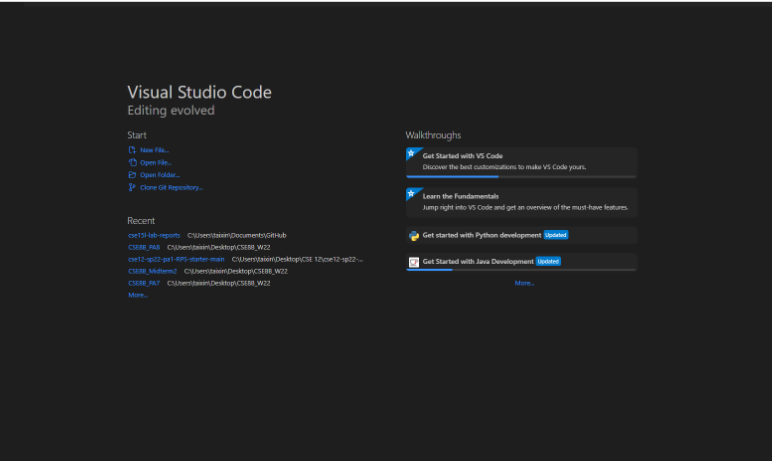 Visual Studio Code
Editing evolved
Start
New File...
Open File...
Open Folder...
Clone Git Repository...
Recent
cse15l-lab-reports C:\Users\taixin\Documents\GitHub
CSE8B_PA8 C:\Users\taixin\Desktop\CSE8B_W22
cse12-sp22-pa1-RPS-starter-main C:\Users\taixin\Desktop\CSE 12\cse12-sp22-...
CSE8B_Midterm2 C:\Users\taixin\Desktop\CSE8B_W22
CSE8B_PA7 C:\Users\taixin\Desktop\CSE8B_W22
More...
Walkthroughs
Get Started with VS Code
Discover the best customizations to make VS Code yours.
Learn the Fundamentals
Jump right into VS Code and get an overview of the must-have features.
Get started with Python development Updated
Get Started with Java Development Updated
More...